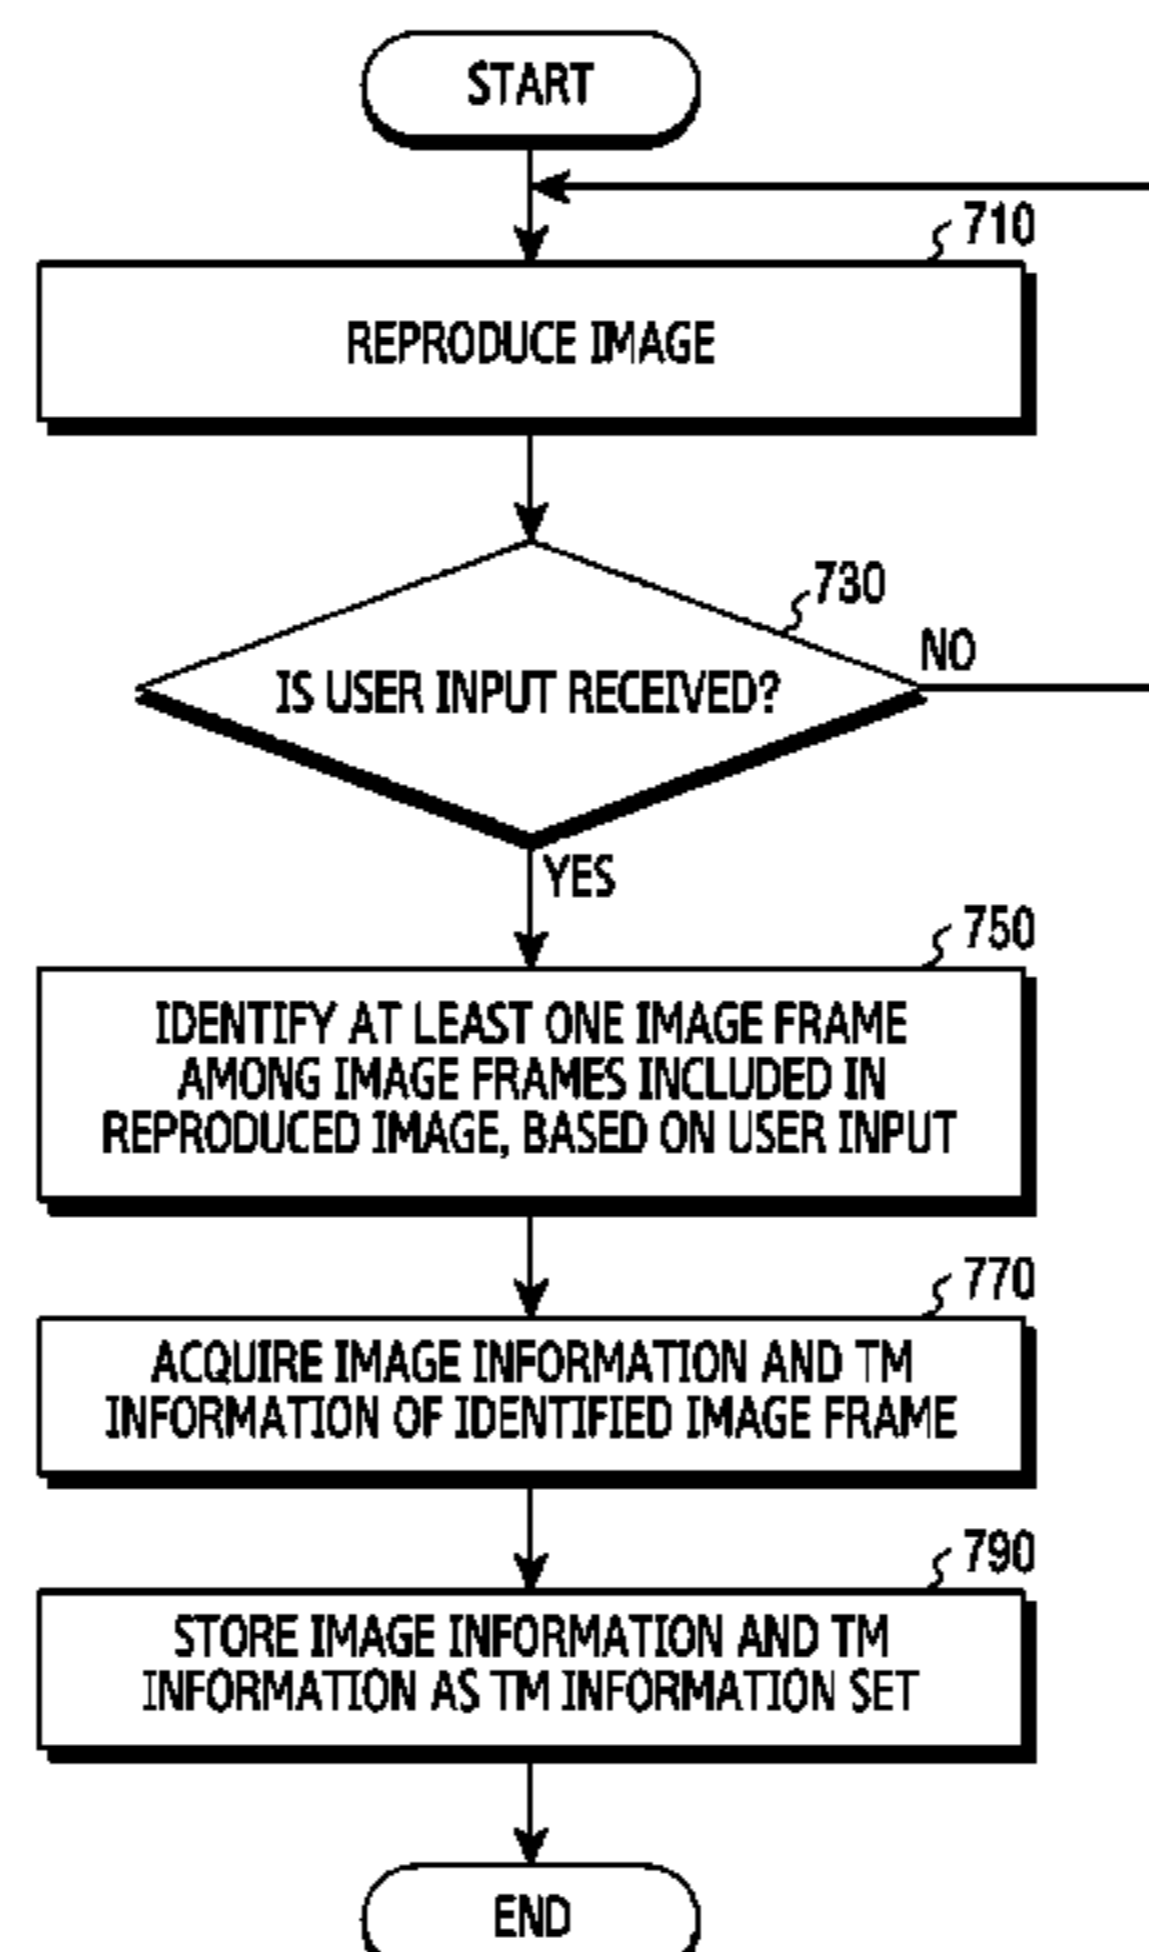 START
710
REPRODUCE IMAGE
730
IS USER INPUT RECEIVED?
NO
YES
750
IDENTIFY AT LEAST ONE IMAGE FRAME
AMONG IMAGE FRAMES INCLUDED IN
REPRODUCED IMAGE, BASED ON USER INPUT
770
ACQUIRE IMAGE INFORMATION AND TM
INFORMATION OF IDENTIFIED IMAGE FRAME
790
STORE IMAGE INFORMATION AND TM
INFORMATION AS TM INFORMATION SET
END